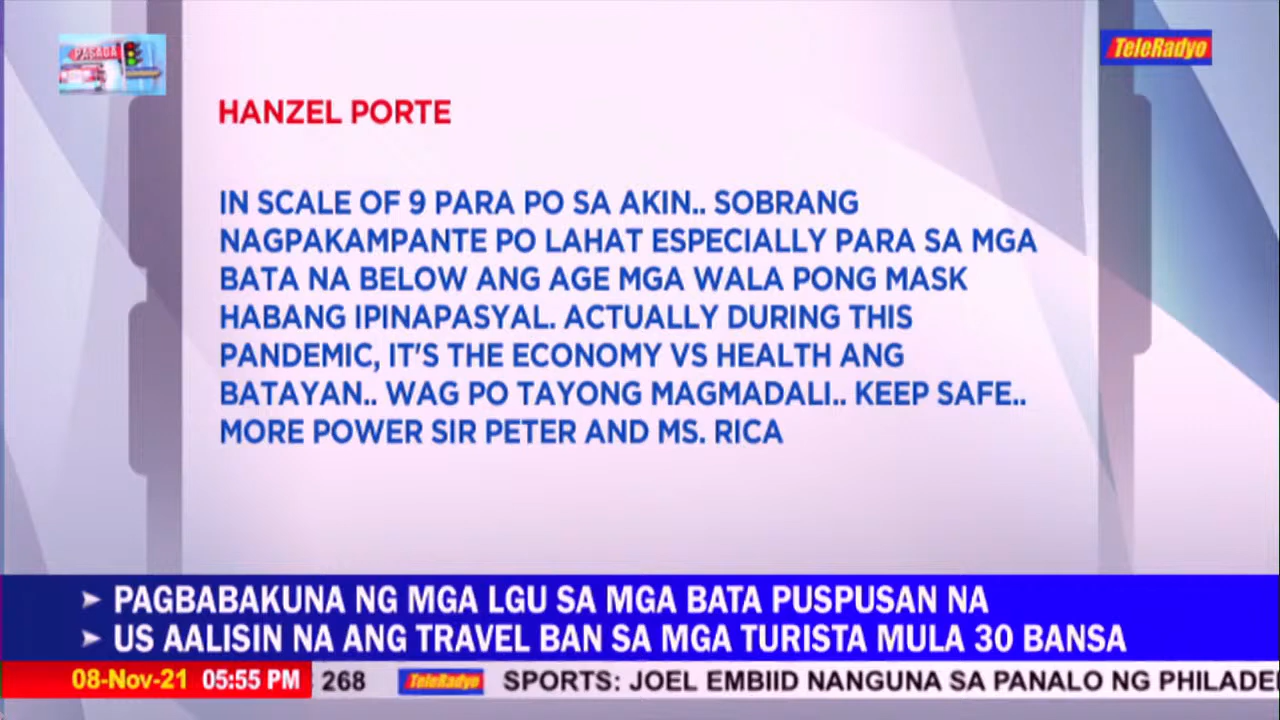 PASADA
TeleRadyo
HANZEL PORTE
IN SCALE OF 9 PARA PO SA AKIN.. SOBRANG
NAGPAKAMPANTE PO LAHAT ESPECIALLY PARA SA MGA
BATA NA BELOW ANG AGE MGA WALA PONG MASK
HABANG IPINAPASYAL. ACTUALLY DURING THIS
PANDEMIC, IT'S THE ECONOMY VS HEALTH ANG
BATAYAN.. WAG PO TAYONG MAGMADALI.. KEEP SAFE..
MORE POWER SIR PETER AND MS. RICA
PAGBABAKUNA NG MGA LGU SA MGA BATA PUSPUSAN NA
US AALISIN NA ANG TRAVEL BAN SA MGA TURISTA MULA 30 BANSA
08-Nov-21 05:55 PM 268 TeleRadyo SPORTS: JOEL EMBIID NANGUNA SA PANALO NG PHILADE